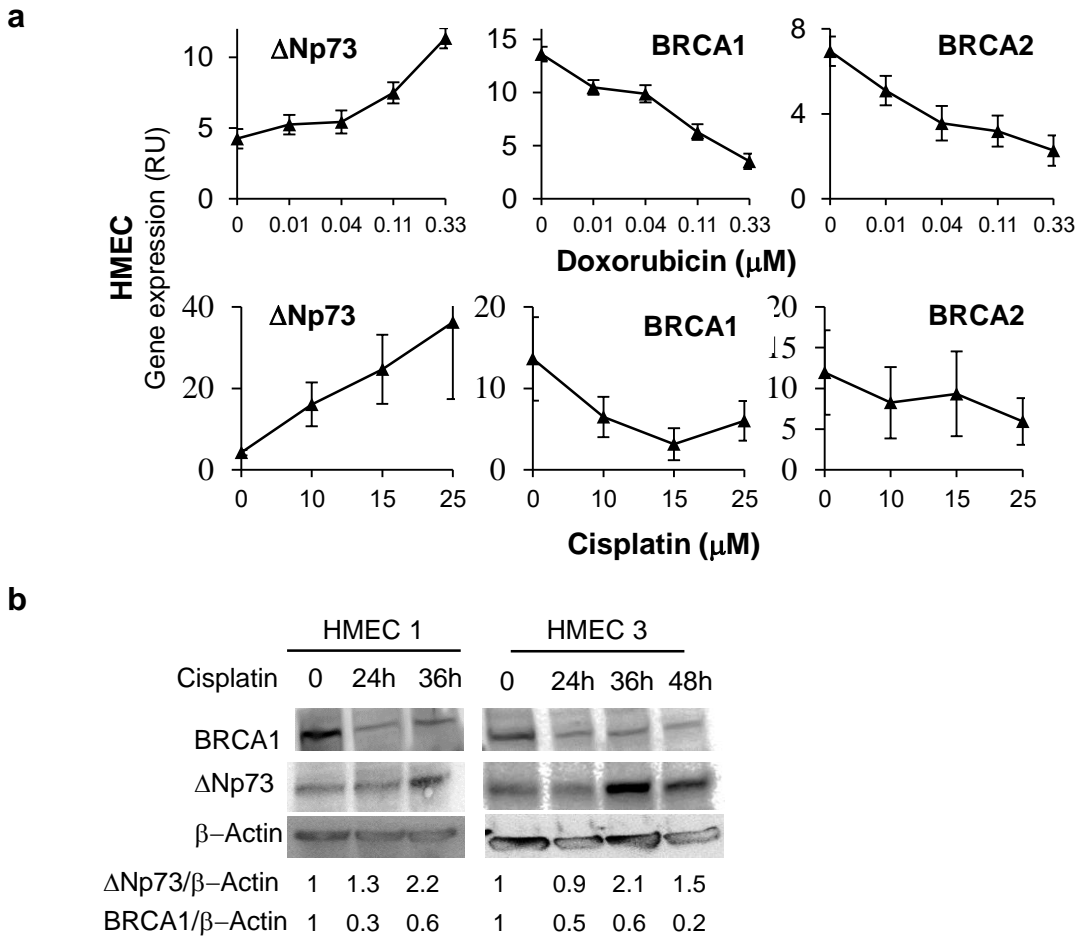 a
ΔNp73
BRCA1
BRCA2
10
5
0
15
10
5
0
8
4
0
0 0.01 0.04 0.11 0.33
0 0.01 0.04 0.11 0.33
0 0.01 0.04 0.11 0.33
Doxorubicin (μM)
HMEC
Gene expression (RU)
ΔNp73
BRCA1
BRCA2
40
20
0
20
10
0
20
15
10
5
0
0 10 15 25
0 10 15 25
0 10 15 25
Cisplatin (μM)
b
HMEC 1 HMEC 3
Cisplatin 0 24h 36h 0 24h 36h 48h
BRCA1
ΔNp73
β–Actin
ΔNp73/β–Actin 1 1.3 2.2 1 0.9 2.1 1.5
BRCA1/β–Actin 1 0.3 0.6 1 0.5 0.6 0.2